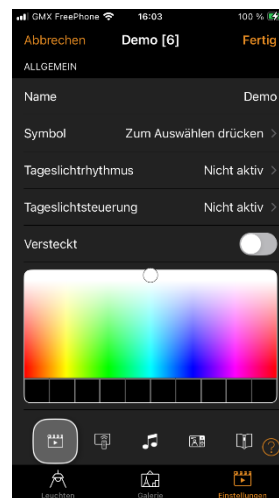 GMX FreePhone 16:03 100 %
Abbrechen Demo [6] Fertig
ALLGEMEIN
Name Demo
Symbol Zum Auswählen drücken >
Tageslichtrhythmus Nicht aktiv >
Tageslichtsteuerung Nicht aktiv >
Versteckt
?
Leuchten Galerie Einstellungen